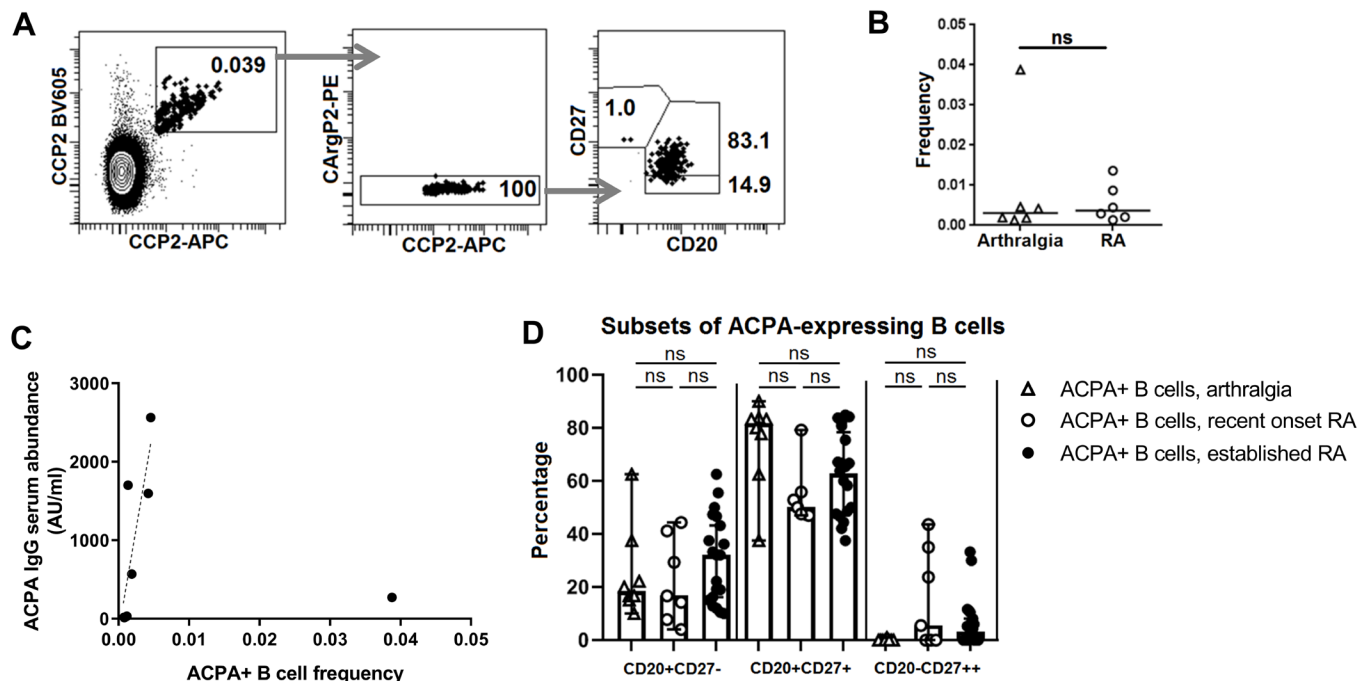 A
CCP2 BV605
0.039
CCP2-APC
CArgP2-PE
100
CCP2-APC
CD27
1.0
83.1
14.9
CD20
B
Frequency
ns
0.05
0.04
0.03
0.02
0.01
0.00
Arthralgia
RA
C
ACPA IgG serum abundance
(AU/ml)
3000
2000
1000
0
0.00
0.01
0.02
0.03
0.04
0.05
ACPA+ B cell frequency
D
Subsets of ACPA-expressing B cells
ns
ns
ns
ns
ns
ns
ns
ns
ns
Percentage
100
80
60
40
20
0
CD20+CD27-
CD20+CD27+
CD20-CD27++
ACPA+ B cells, arthralgia
ACPA+ B cells, recent onset RA
ACPA+ B cells, established RA